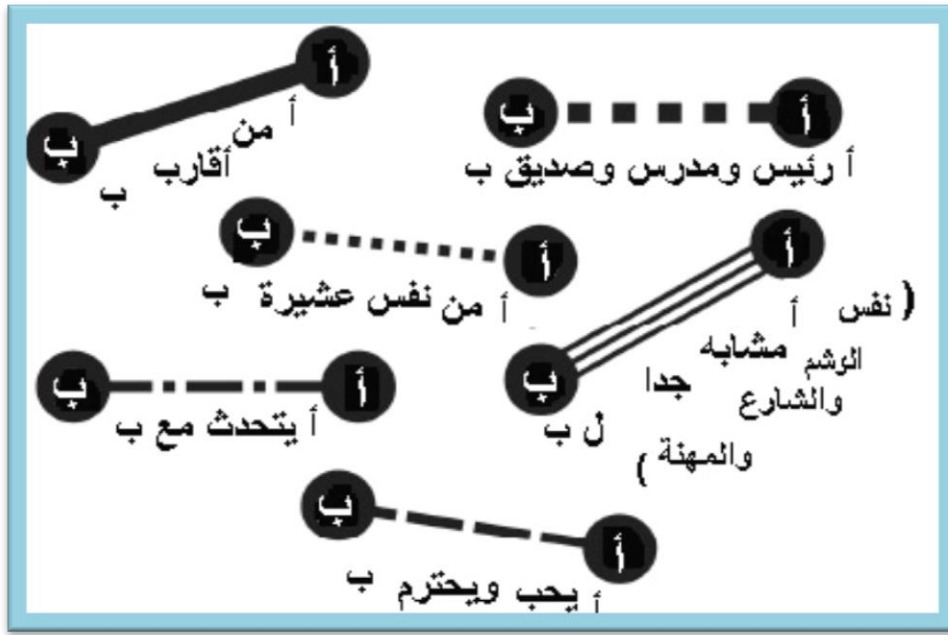 أ
ب
أ من
أقارب
ب
أ
ب
أ رئيس ومدرس وصديق ب
أ
ب
أ من نفس عشيرة ب
أ
ب
أ
مشابه
جدا
ل ب
( نفس
الوشم
والشارع
والمهنة )
أ
ب
أ يتحدث مع ب
أ
ب
أ يحب ويحترم ب